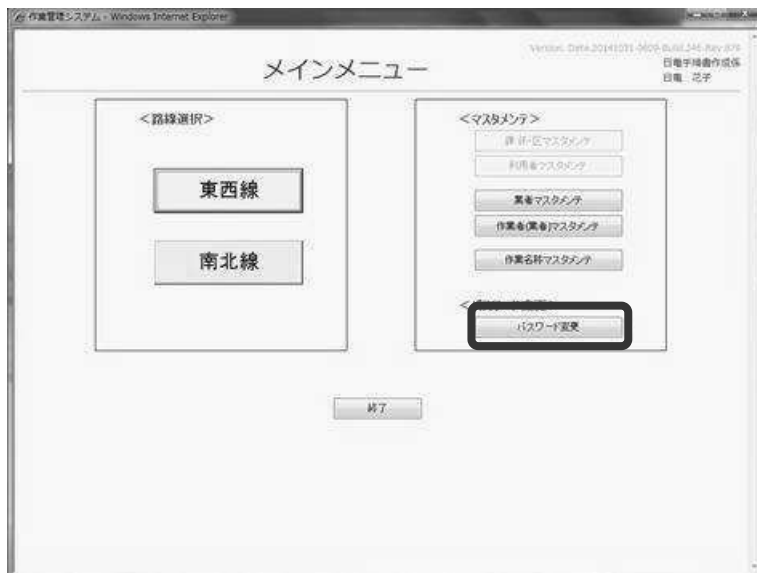 作業管理システム - Windows Internet Explorer
メインメニュー
日電手順書作成係
日電 花子
<路線選択>
東西線
南北線
<マスタメンテ>
利用者マスタメンテ
業者マスタメンテ
作業者(業者)マスタメンテ
作業名称マスタメンテ
パスワード変更
終了